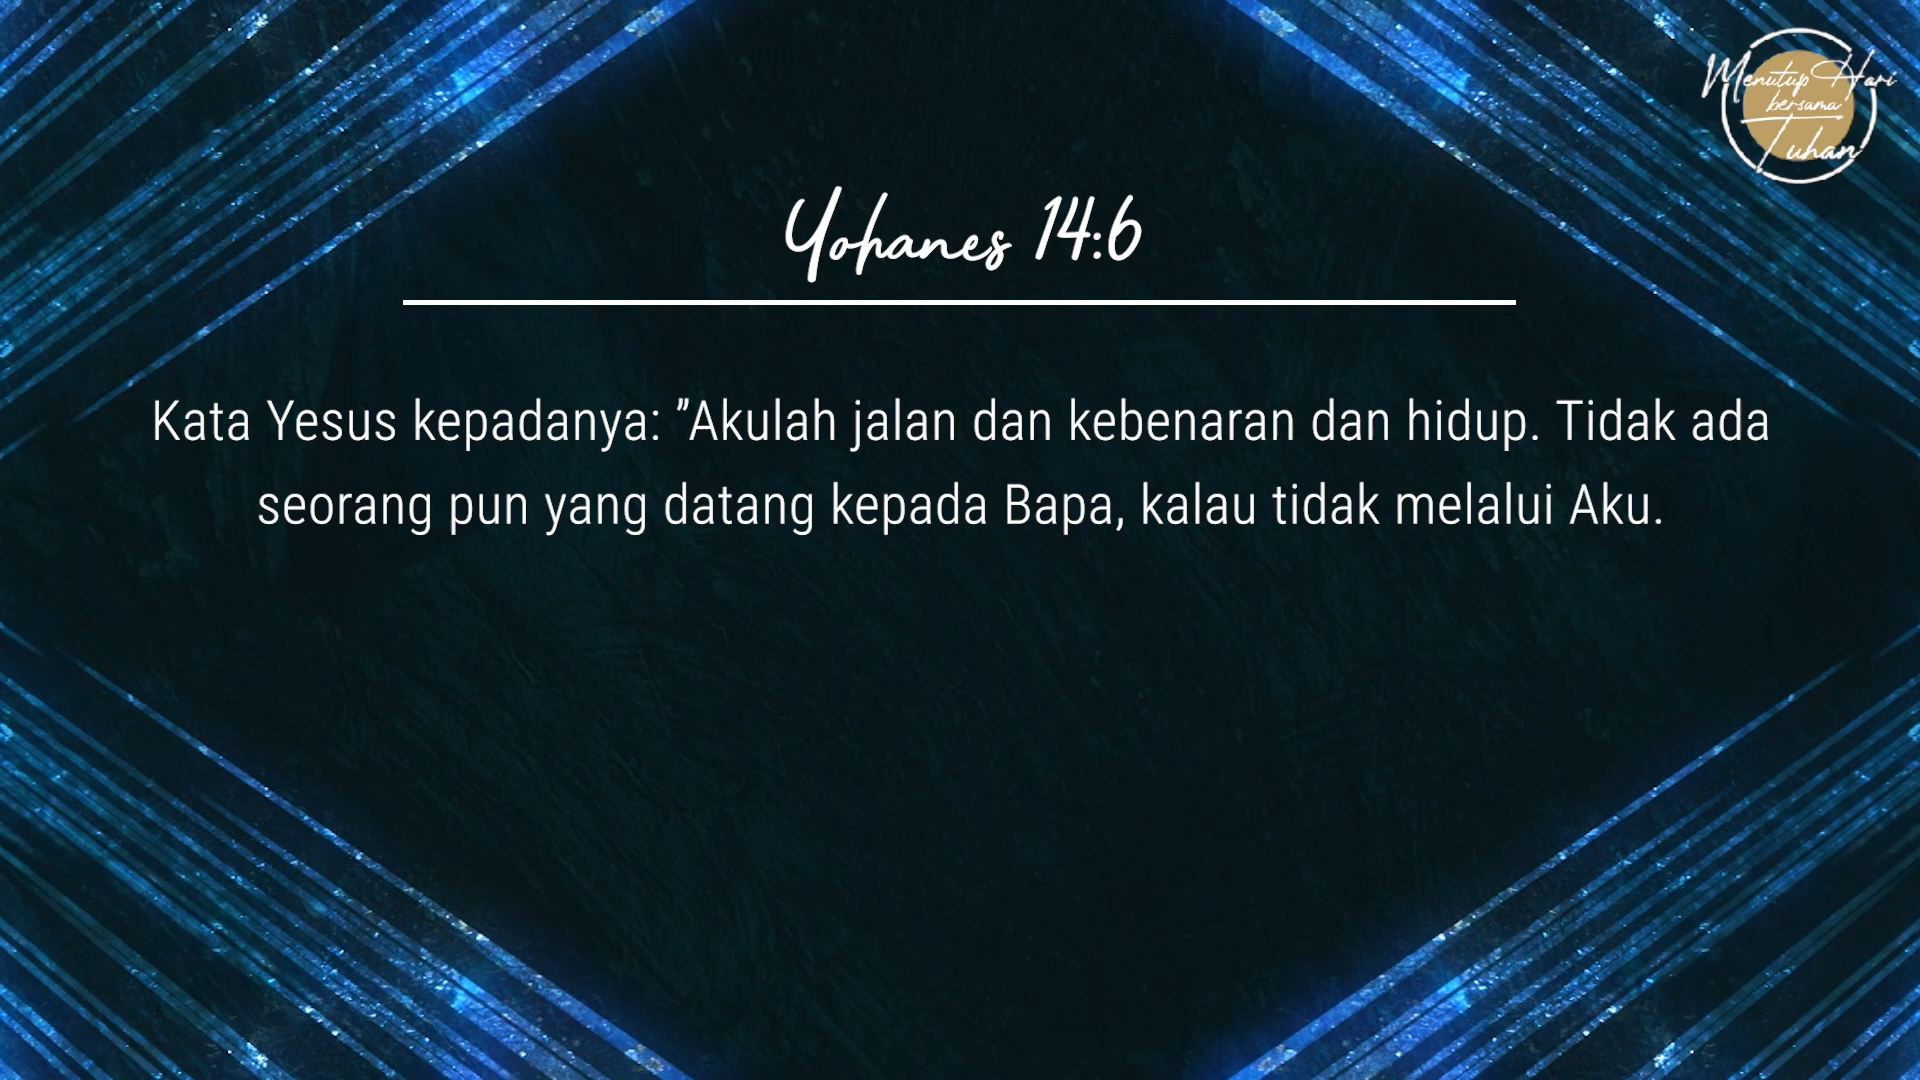 Menutup Hari
bersama
Tuhan
Yohanes 14:6
Kata Yesus kepadanya: "Akulah jalan dan kebenaran dan hidup. Tidak ada
seorang pun yang datang kepada Bapa, kalau tidak melalui Aku.